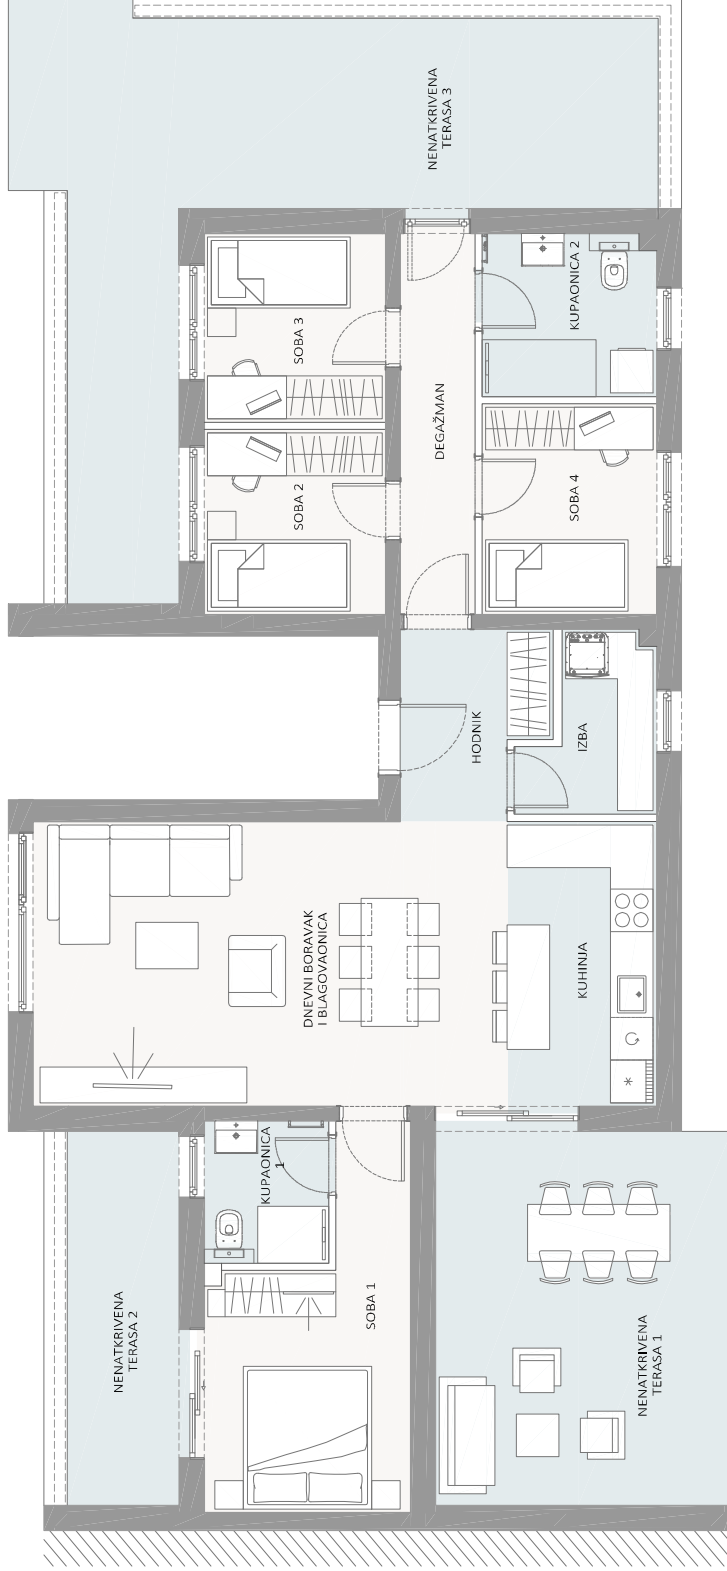 NENATKRIVENA
TERASA 3
KUPAONICA 2
SOBA 3
DEGAŽMAN
SOBA 2
SOBA 4
HODNIK
IZBA
DNEVNI BORAVAK
I BLAGOVAONICA
KUHINJA
KUPAONICA
1
SOBA 1
NENATKRIVENA
TERASA 2
NENATKRIVENA
TERASA 1